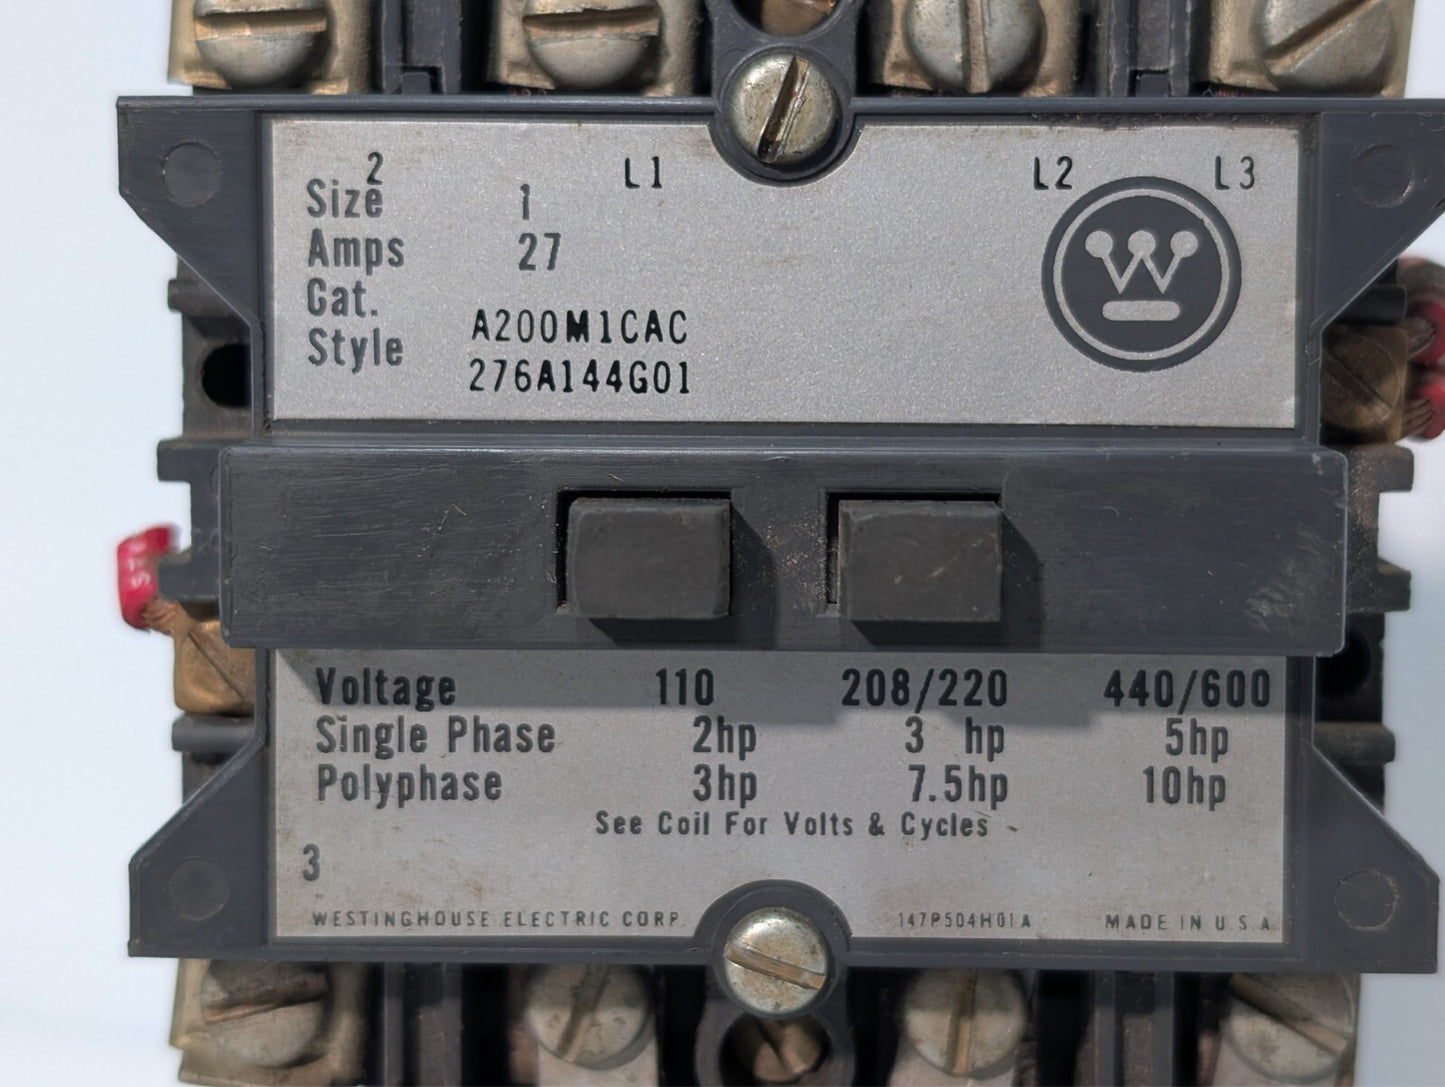 2 L1 L2 L3
Size 1
Amps 27
Cat. A200M1CAC
Style 276A144G01
W
Voltage 110 208/220 440/600
Single Phase 2hp 3 hp 5hp
Polyphase 3hp 7.5hp 10hp
See Coil For Volts & Cycles
3
WESTINGHOUSE ELECTRIC CORP. 147P504H01A MADE IN U.S.A.